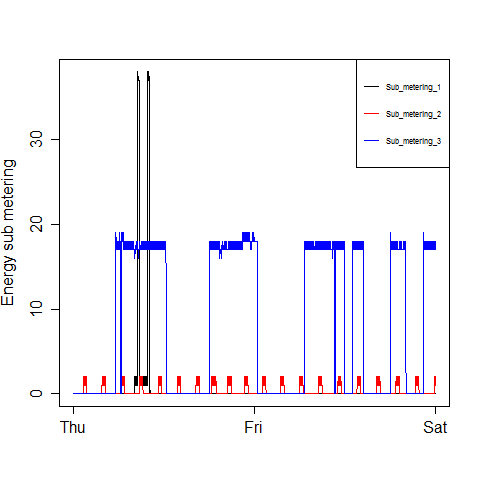 Energy sub metering
30
20
10
0
Sub_metering_1
Sub_metering_2
Sub_metering_3
Thu Fri Sat